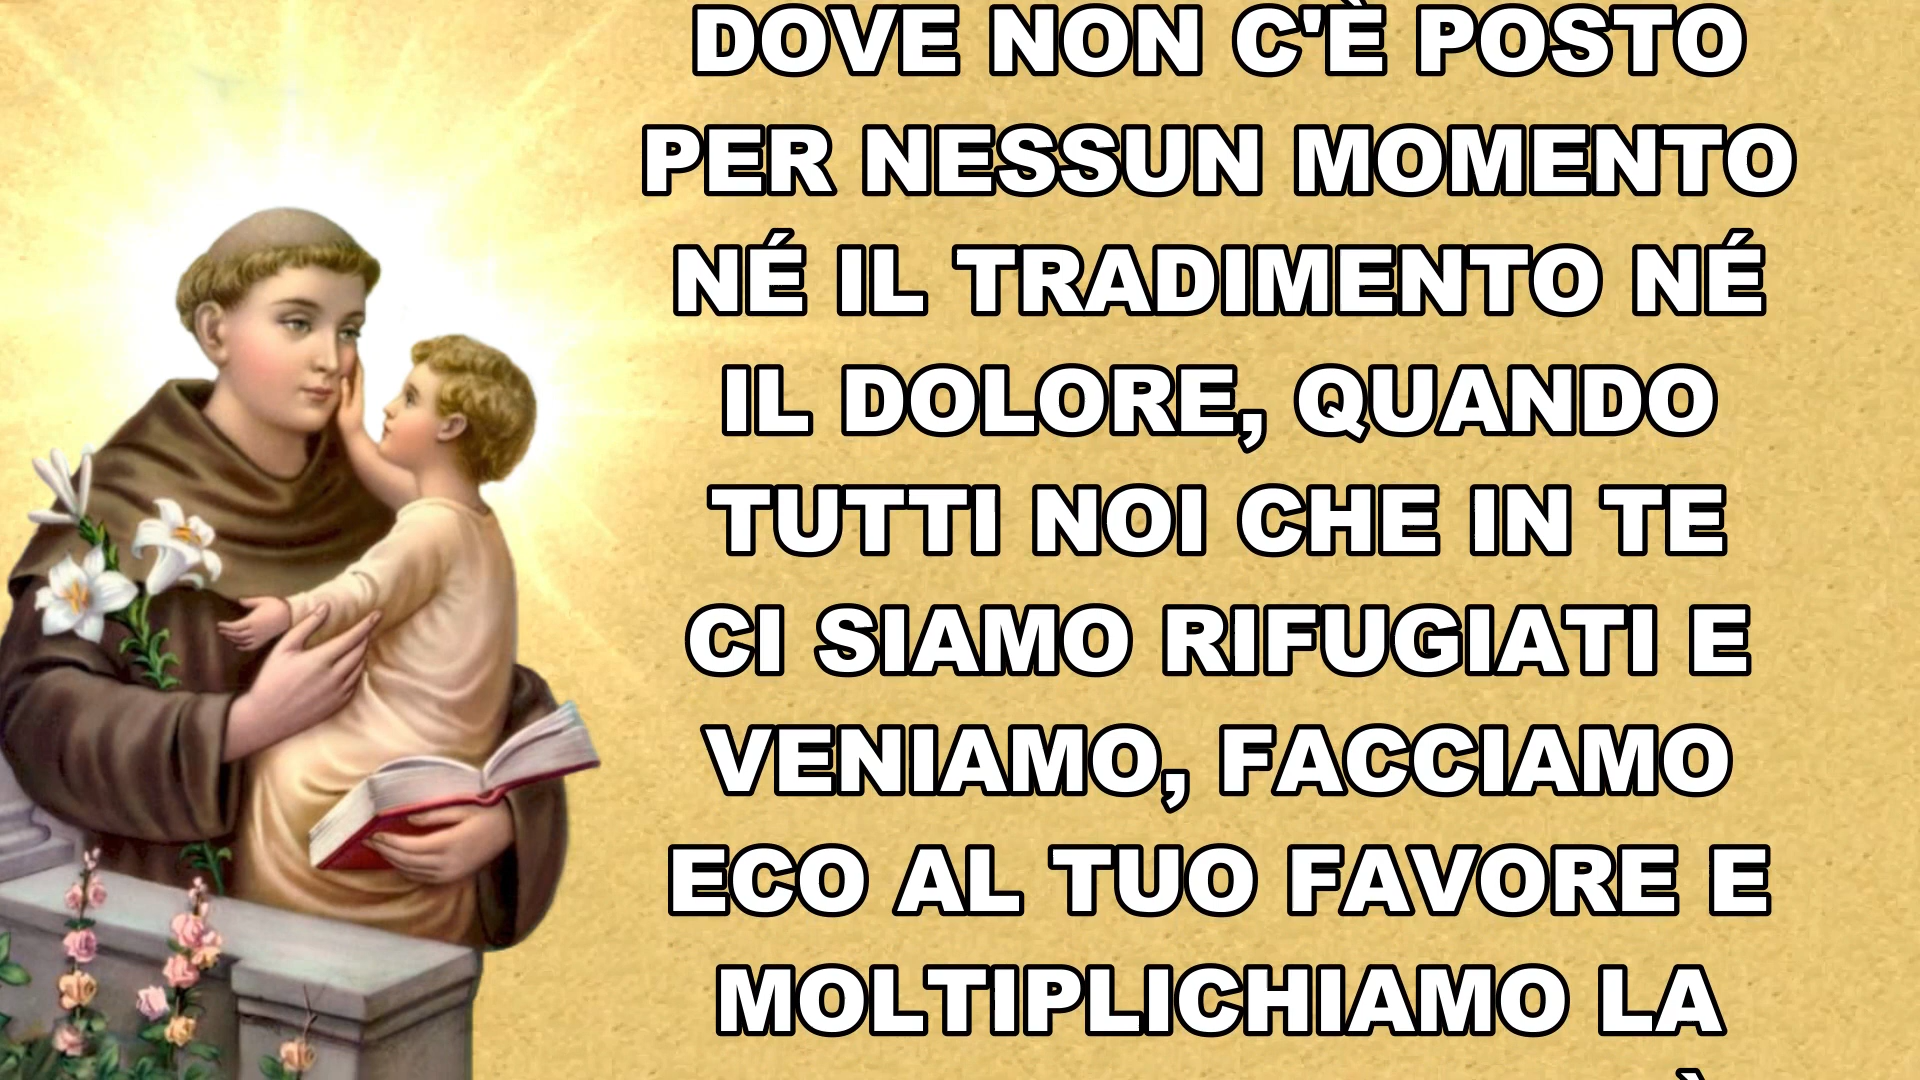 DOVE NON C'È POSTO
PER NESSUN MOMENTO
NÉ IL TRADIMENTO NÉ
IL DOLORE, QUANDO
TUTTI NOI CHE IN TE
CI SIAMO RIFUGIATI E
VENIAMO, FACCIAMO
ECO AL TUO FAVORE E
MOLTIPLICHIAMO LA